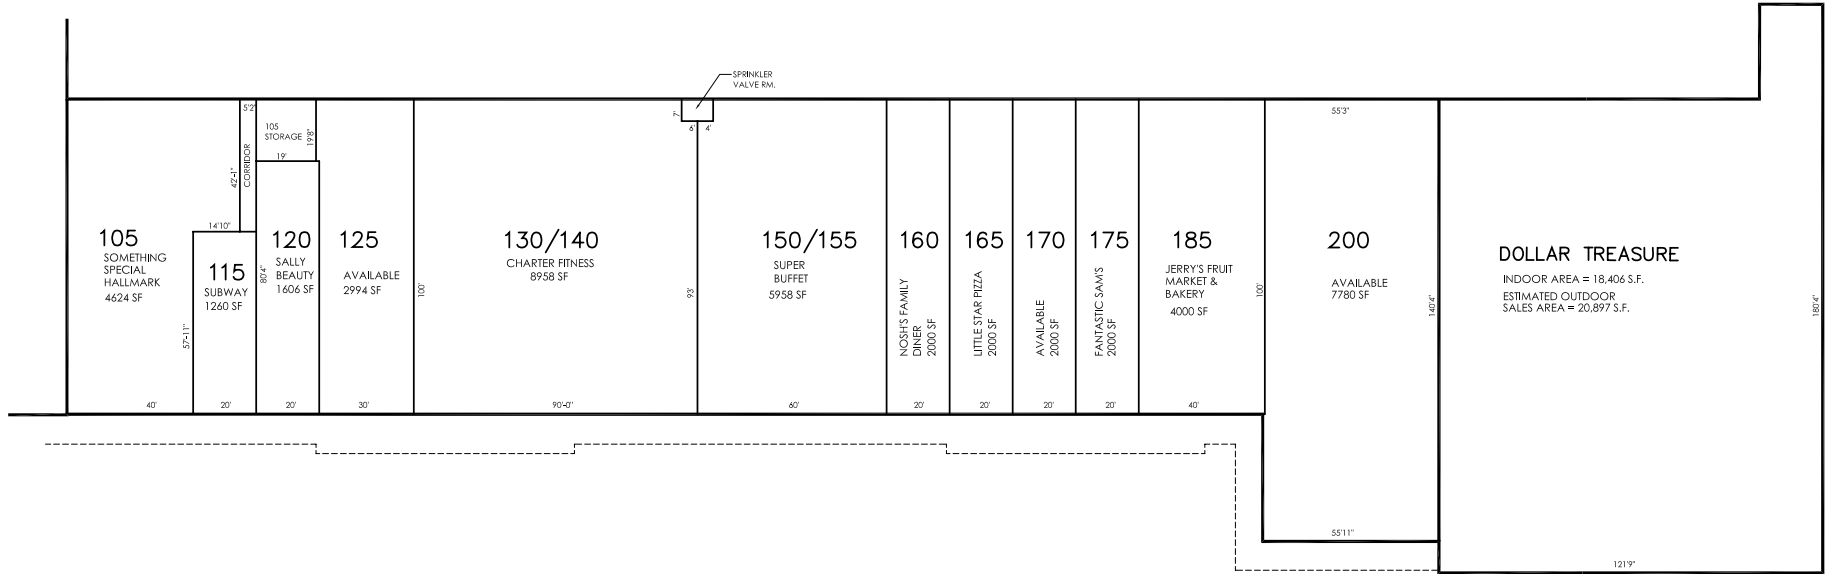 SPRINKLER
VALVE RM.
5'2"
105
STORAGE
19'8"
19'
CORRIDOR
42'-1"
14'10"
7'
6'
4'
55'3"
105
SOMETHING
SPECIAL
HALLMARK
4624 SF
115
SUBWAY
1260 SF
57'-11"
120
SALLY
BEAUTY
1606 SF
80'4"
125
AVAILABLE
2994 SF
100'
130/140
CHARTER FITNESS
8958 SF
93'
150/155
SUPER
BUFFET
5958 SF
160
NOSH'S FAMILY
DINER
2000 SF
165
LITTLE STAR PIZZA
2000 SF
170
AVAILABLE
2000 SF
175
FANTASTIC SAM'S
2000 SF
185
JERRY'S FRUIT
MARKET &
BAKERY
4000 SF
100'
200
AVAILABLE
7780 SF
140'4"
DOLLAR TREASURE
INDOOR AREA = 18,406 S.F.
ESTIMATED OUTDOOR
SALES AREA = 20,897 S.F.
180'4"
40'
20'
20'
30'
90'-0"
60'
20'
20'
20'
20'
40'
55'11"
121'9"